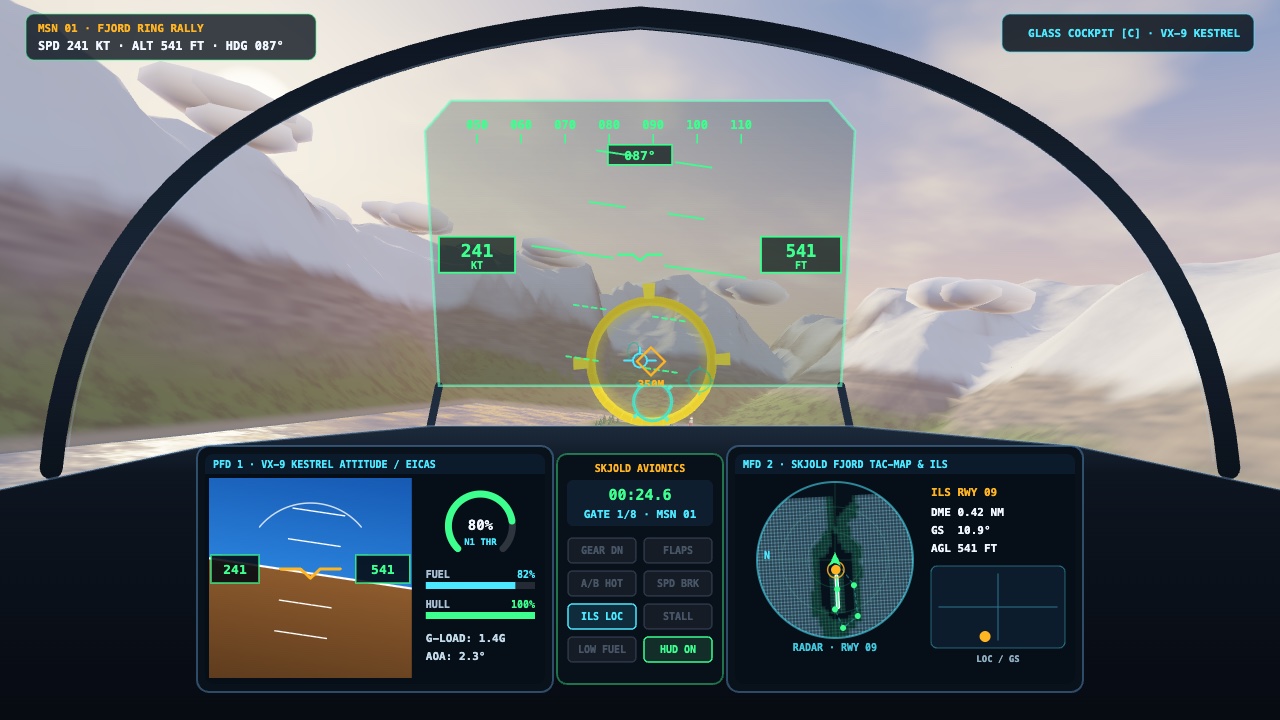 MSN 01 · FJORD RING RALLY
SPD 241 KT · ALT 541 FT · HDG 087°
GLASS COCKPIT [C] · VX–9 KESTREL
060 070 080 090 100 110
087°
241
KT
541
FT
350M
PFD 1 · VX–9 KESTREL ATTITUDE / EICAS
241
541
80%
N1 THR
FUEL 82%
HULL 100%
G–LOAD: 1.4G
AOA: 2.3°
SKJOLD AVIONICS
00:24.6
GATE 1/8 · MSN 01
GEAR DN FLAPS
A/B HOT SPD BRK
ILS LOC STALL
LOW FUEL HUD ON
MFD 2 · SKJOLD FJORD TAC–MAP & ILS
N
RADAR · RWY 09
ILS RWY 09
DME 0.42 NM
GS 10.9°
AGL 541 FT
LOC / GS